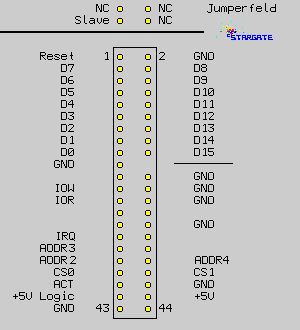 NC NC Jumperfeld
Slave NC
STARGATE
Reset 1 2 GND
D7 D8
D6 D9
D5 D10
D4 D11
D3 D12
D2 D13
D1 D14
D0 D15
GND
GND
IOW GND
IOR GND
GND
IRQ
ADDR3
ADDR2 ADDR4
CS0 CS1
ACT GND
+5V Logic +5V
GND 43 44